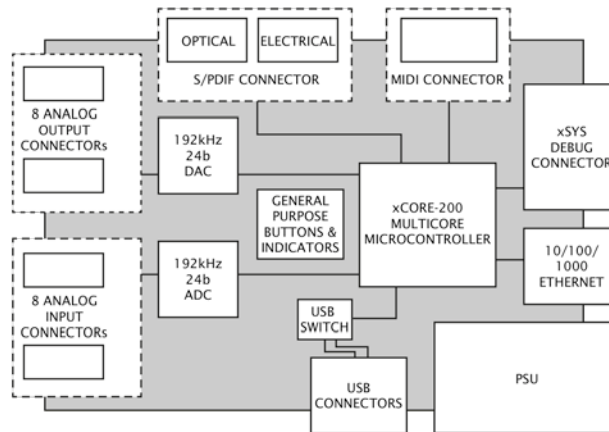 OPTICAL
ELECTRICAL
S/PDIF CONNECTOR
MIDI CONNECTOR
8 ANALOG
OUTPUT
CONNECTORs
192kHz
24b
DAC
xSYS
DEBUG
CONNECTOR
GENERAL
PURPOSE
BUTTONS &
INDICATORS
xCORE-200
MULTICORE
MICROCONTROLLER
10/100/
1000
ETHERNET
8 ANALOG
INPUT
CONNECTORs
192kHz
24b
ADC
USB
SWITCH
USB
CONNECTORS
PSU